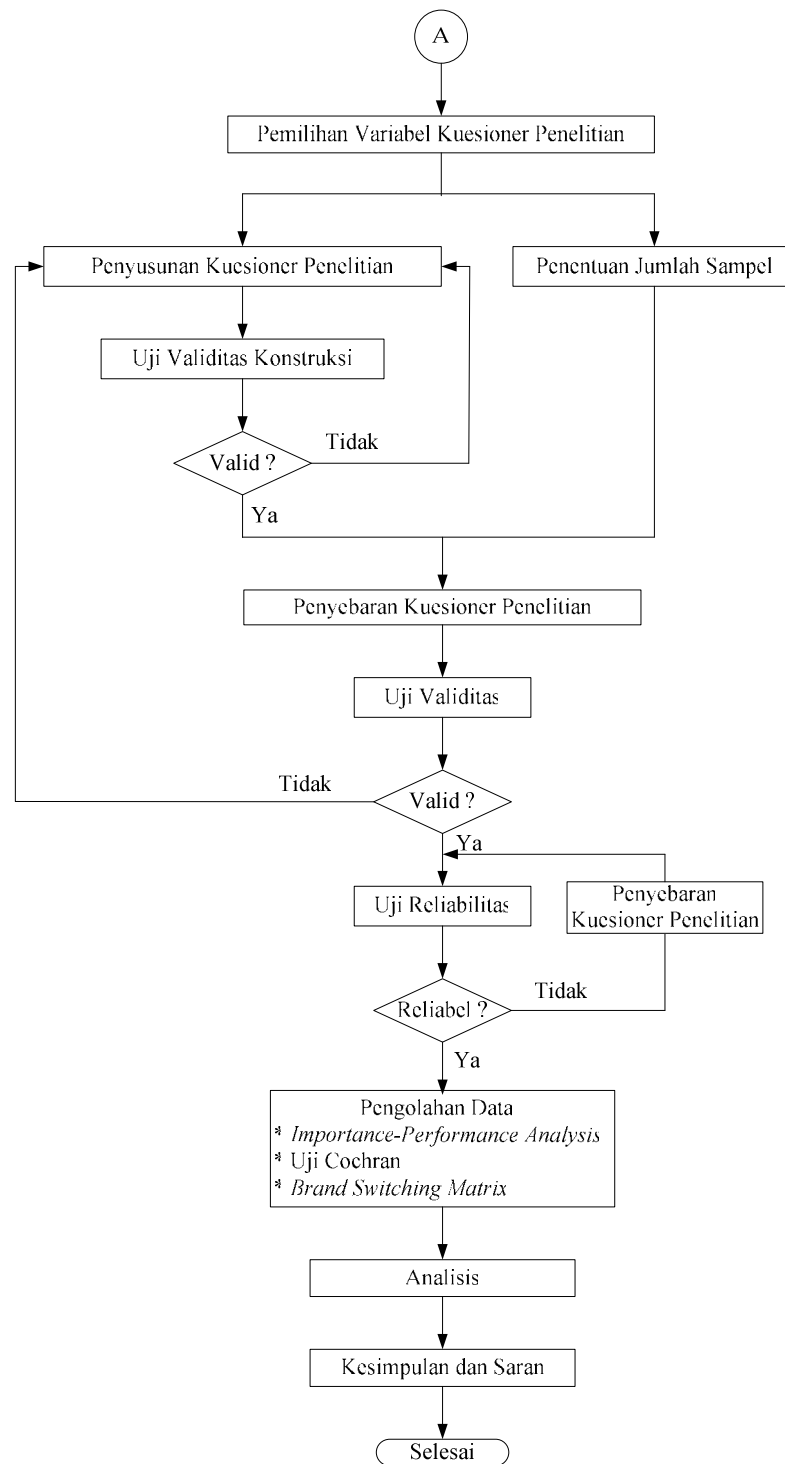 A
Pemilihan Variabel Kuesioner Penelitian
Penyusunan Kuesioner Penelitian
Penentuan Jumlah Sampel
Uji Validitas Konstruksi
Valid ?
Tidak
Ya
Penyebaran Kuesioner Penelitian
Uji Validitas
Tidak
Valid ?
Ya
Uji Reliabilitas
Penyebaran
Kuesioner Penelitian
Reliabel ?
Tidak
Ya
Pengolahan Data
* Importance-Performance Analysis
* Uji Cochran
* Brand Switching Matrix
Analisis
Kesimpulan dan Saran
Selesai